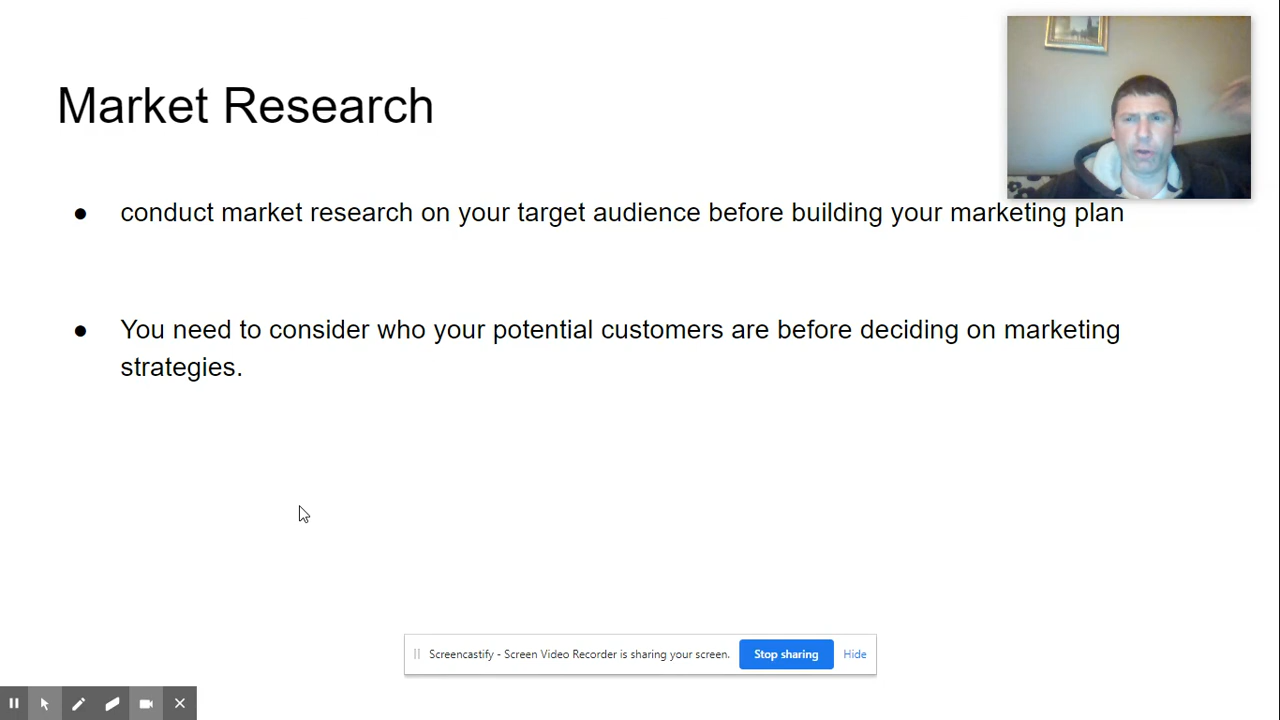 Market Research
● conduct market research on your target audience before building your marketing plan
● You need to consider who your potential customers are before deciding on marketing
strategies.
Screencastify - Screen Video Recorder is sharing your screen. Stop sharing Hide